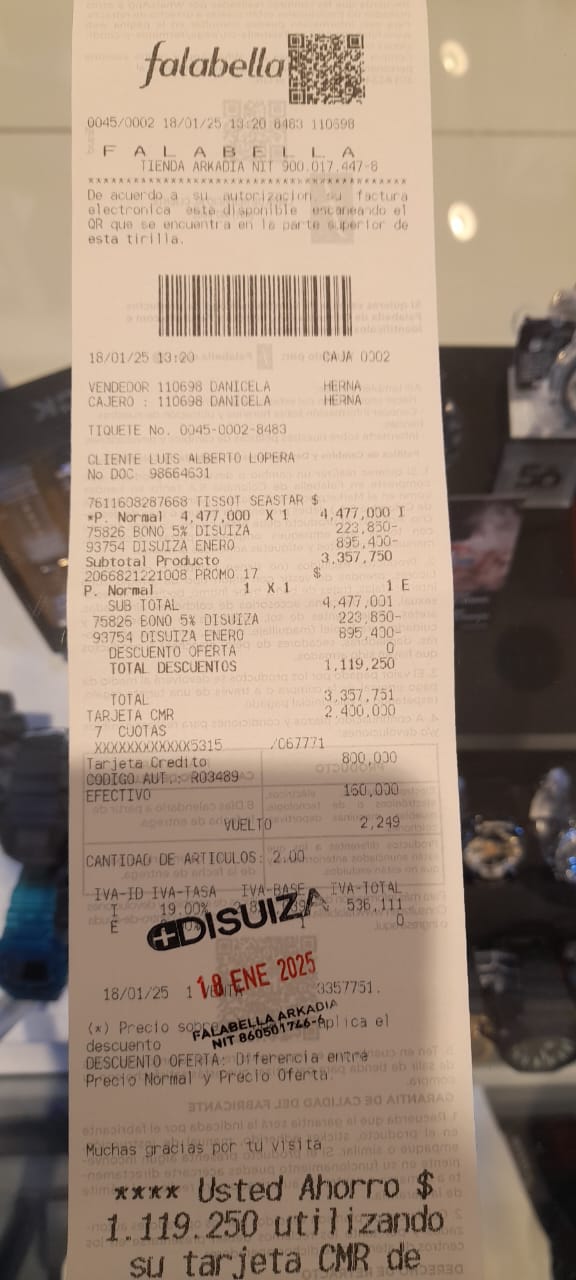 falabella
0045/0002 18/01/25 13:20 8483 110698
F A L A B E L L A
TIENDA ARKADIA NIT 900.017.447-8
****************************************
De acuerdo a su autorizacion su factura
electronica esta disponible escaneando el
QR que se encuentra en la parte superior de
esta tirilla.
18/01/25 13:20 CAJA 0002
VENDEDOR 110698 DANICELA HERNA
CAJERO : 110698 DANICELA HERNA
TIQUETE No. 0045-0002-8483
CLIENTE LUIS ALBERTO LOPERA
No DOC 98664631
7611608287668 TISSOT SEASTAR $
*P. Normal 4,477,000 X 1 4,477,000 I
75826 BONO 5% DISUIZA 223,850-
93754 DISUIZA ENERO 895,400-
Subtotal Producto 3,357,750
2066821221008 PROMO 17 $
P. Normal 1 X 1 1 E
SUB TOTAL 4,477,001
75826 BONO 5% DISUIZA 223,850-
93754 DISUIZA ENERO 895,400-
DESCUENTO OFERTA 0
TOTAL DESCUENTOS 1,119,250
TOTAL 3,357,751
TARJETA CMR 2,400,000
7 CUOTAS
XXXXXXXXXXXX5315 /067771
Tarjeta Credito 800,000
CODIGO AUT.: R03489
EFECTIVO 160,000
VUELTO 2,249
CANTIDAD DE ARTICULOS: 2.00
IVA-ID IVA-TASA IVA-BASE IVA-TOTAL
I 19.00% 536,111
E 0
DISUIZA
18 ENE 2025
18/01/25 3357751.
FALABELLA ARKADIA
NIT 860501746-6
(*) Precio aplica el
descuento
DESCUENTO OFERTA: Diferencia entre
Precio Normal y Precio Oferta.
Muchas gracias por tu visita
**** Usted Ahorro $
1.119.250 utilizando
su tarjeta CMR de